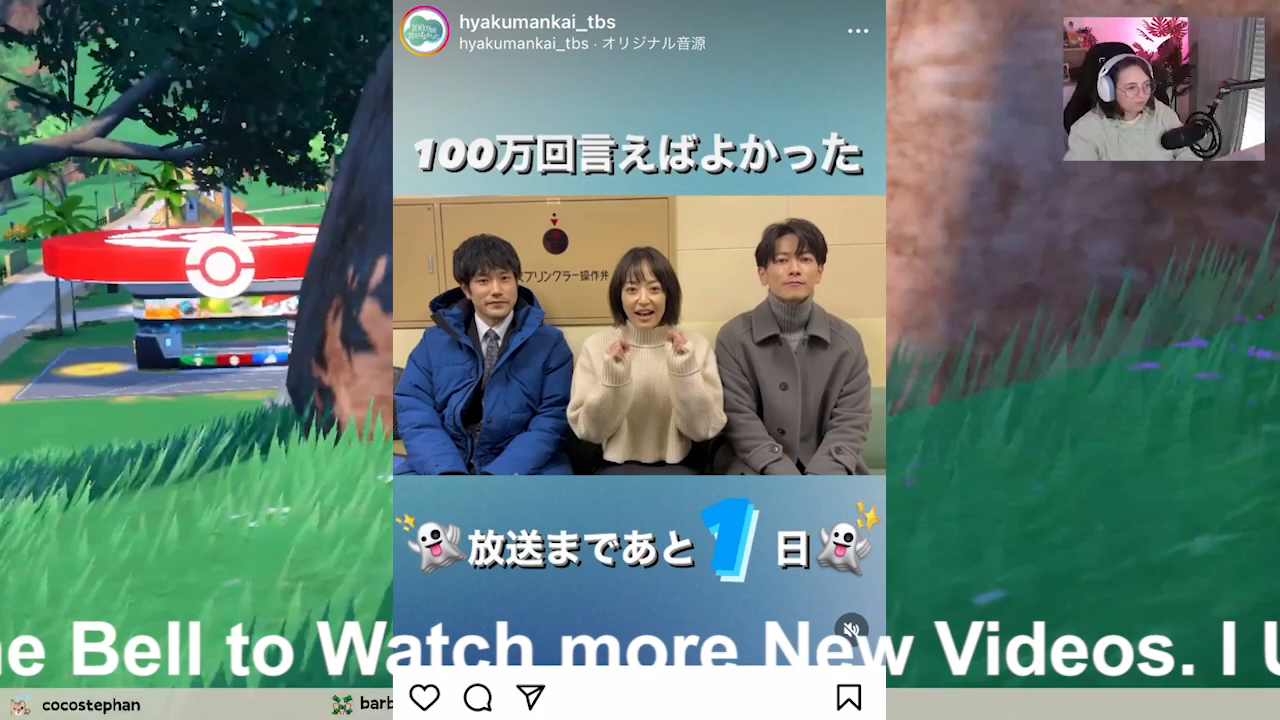 hyakumankai_tbs
hyakumankai_tbs · オリジナル音源
100万回言えばよかった
スプリンクラー操作弁
放送まであと1日
e Bell to Watch more New Videos. I U
cocostephan
barb